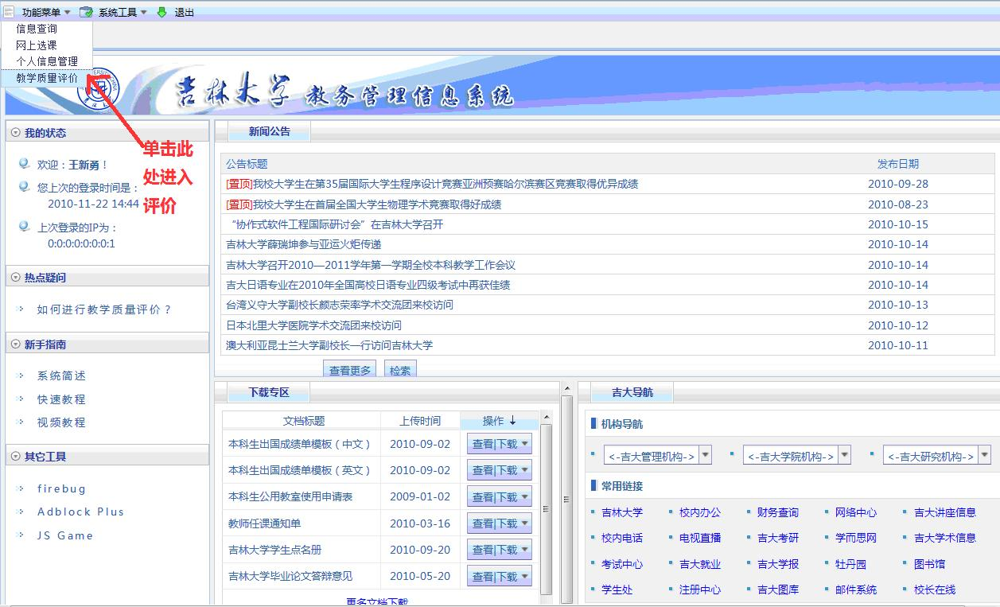 功能菜单 系统工具 退出
信息查询
网上选课
个人信息管理
教学质量评价
吉林大学 教务管理信息系统
我的状态
欢迎：王新勇！
您上次的登录时间是：
2010-11-22 14:44
上次登录的IP为：
0:0:0:0:0:0:0:1
单击此
处进入
评价
热点疑问
如何进行教学质量评价？
新手指南
系统简述
快速教程
视频教程
其它工具
firebug
Adblock Plus
JS Game
新闻公告
公告标题 发布日期
[置顶]我校大学生在第35届国际大学生程序设计竞赛亚洲预赛哈尔滨赛区竞赛取得优异成绩 2010-09-28
[置顶]我校大学生在首届全国大学生物理学术竞赛取得好成绩 2010-08-23
“协作式软件工程国际研讨会”在吉林大学召开 2010-10-15
吉林大学薛瑞坤参与亚运火炬传递 2010-10-14
吉林大学召开2010—2011学年第一学期全校本科教学工作会议 2010-10-14
吉大日语专业在2010年全国高校日语专业四级考试中再获佳绩 2010-10-14
台湾义守大学副校长颜志荣率学术交流团来校访问 2010-10-13
日本北里大学医院学术交流团来校访问 2010-10-12
澳大利亚昆士兰大学副校长一行访问吉林大学 2010-10-11
查看更多 检索
下载专区
文档标题 上传时间 操作
本科生出国成绩单模板（中文） 2010-09-02 查看|下载
本科生出国成绩单模板（英文） 2010-09-02 查看|下载
本科生公用教室使用申请表 2009-01-02 查看|下载
教师任课通知单 2010-03-16 查看|下载
吉林大学学生点名册 2010-09-20 查看|下载
吉林大学毕业论文答辩意见 2010-05-20 查看|下载
更多文档下载
吉大导航
机构导航
<-吉大管理机构-> <-吉大学院机构-> <-吉大研究机构->
常用链接
吉林大学 校内办公 财务查询 网络中心 吉大讲座信息
校内电话 电视直播 吉大考研 学而思网 吉大学术信息
考试中心 吉大就业 吉大学报 牡丹园 图书馆
学生处 注册中心 吉大图库 邮件系统 校长在线